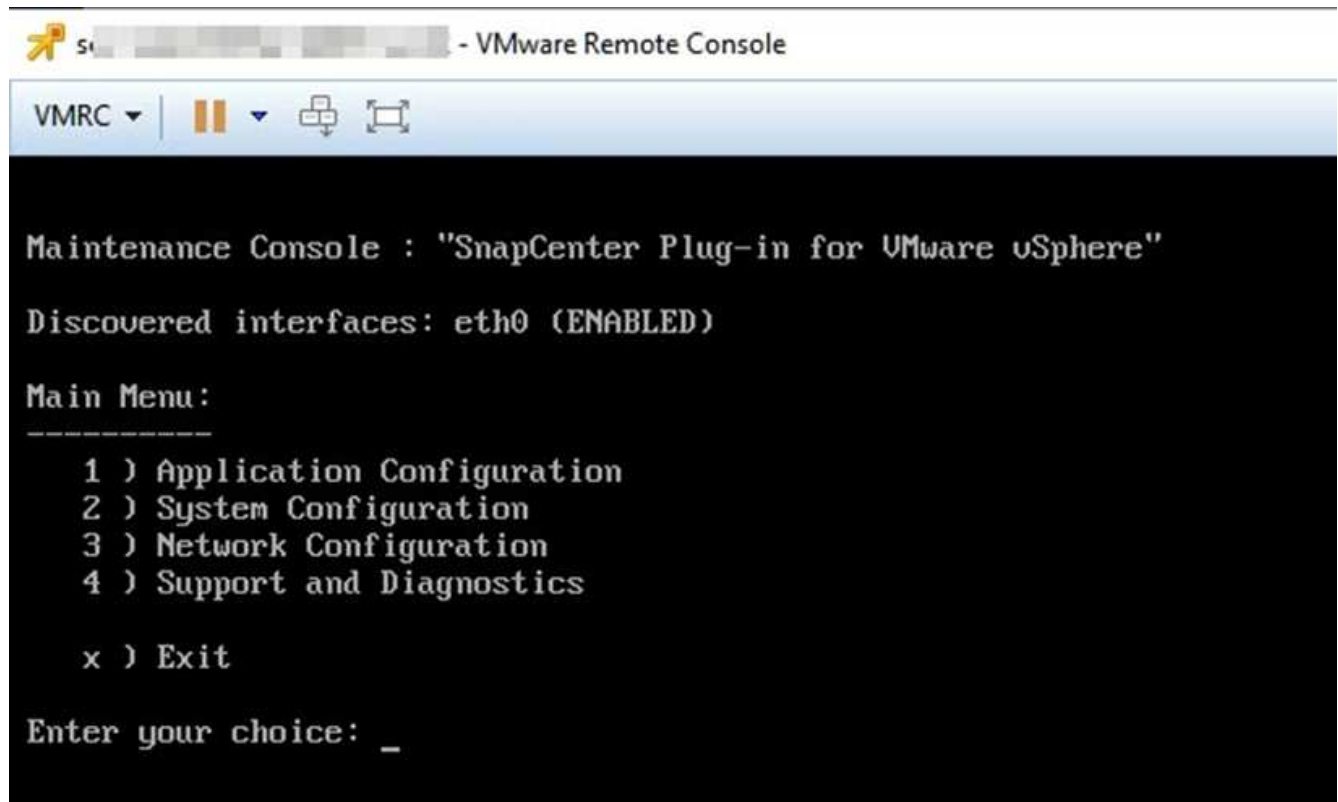 - VMware Remote Console
VMRC
Maintenance Console : "SnapCenter Plug-in for VMware vSphere"
Discovered interfaces: eth0 (ENABLED)
Main Menu:
----------
1 ) Application Configuration
2 ) System Configuration
3 ) Network Configuration
4 ) Support and Diagnostics
x ) Exit
Enter your choice: _